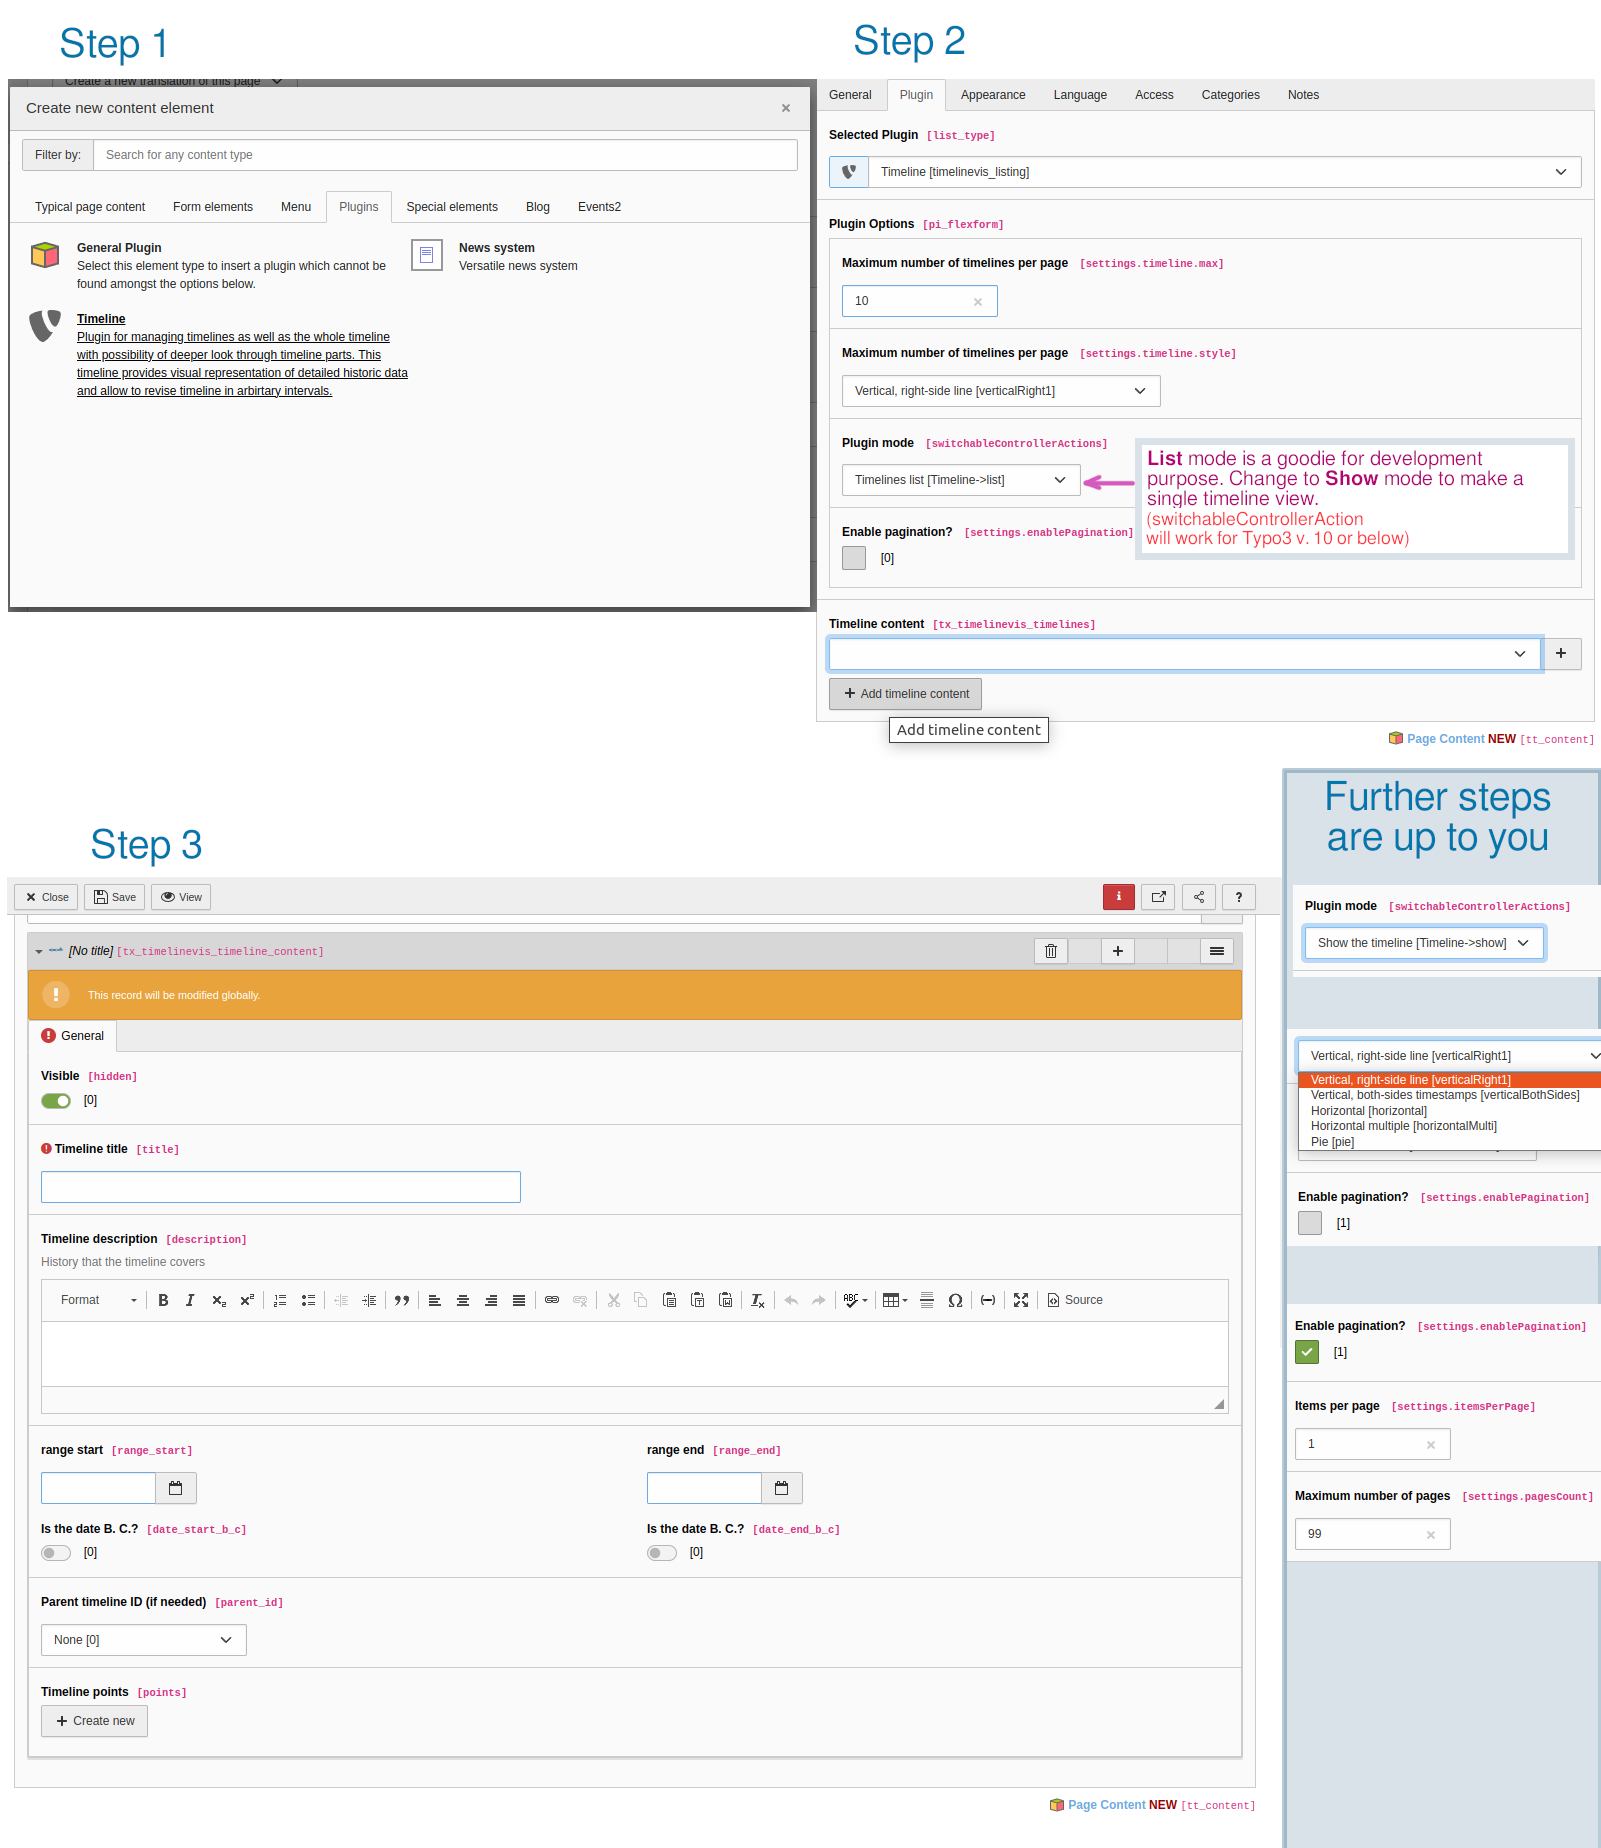 Step 1
Create a new translation of this page
Create new content element
×
Filter by:
Search for any content type
Typical page content
Form elements
Menu
Plugins
Special elements
Blog
Events2
General Plugin
Select this element type to insert a plugin which cannot be
found amongst the options below.
News system
Versatile news system
Timeline
Plugin for managing timelines as well as the whole timeline
with possibility of deeper look through timeline parts. This
timeline provides visual representation of detailed historic data
and allow to revise timeline in arbirtary intervals.
Step 2
General
Plugin
Appearance
Language
Access
Categories
Notes
Selected Plugin [list_type]
Timeline [timelinevis_listing]
Plugin Options [pi_flexform]
Maximum number of timelines per page [settings.timeline.max]
10
Maximum number of timelines per page [settings.timeline.style]
Vertical, right-side line [verticalRight1]
Plugin mode [switchableControllerActions]
Timelines list [Timeline->list]
List mode is a goodie for development
purpose. Change to Show mode to make a
single timeline view.
(switchableControllerAction
will work for Typo3 v. 10 or below)
Enable pagination? [settings.enablePagination]
[0]
Timeline content [tx_timelinevis_timelines]
+ Add timeline content
Add timeline content
Page Content NEW [tt_content]
Step 3
Close
Save
View
i
?
[No title] [tx_timelinevis_timeline_content]
This record will be modified globally.
General
Visible [hidden]
[0]
Timeline title [title]
Timeline description [description]
History that the timeline covers
Format
Source
range start [range_start]
range end [range_end]
Is the date B. C.? [date_start_b_c]
[0]
Is the date B. C.? [date_end_b_c]
[0]
Parent timeline ID (if needed) [parent_id]
None [0]
Timeline points [points]
+ Create new
Page Content NEW [tt_content]
Further steps
are up to you
Plugin mode [switchableControllerActions]
Show the timeline [Timeline->show]
Vertical, right-side line [verticalRight1]
Vertical, right-side line [verticalRight1]
Vertical, both-sides timestamps [verticalBothSides]
Horizontal [horizontal]
Horizontal multiple [horizontalMulti]
Pie [pie]
Enable pagination? [settings.enablePagination]
[1]
Enable pagination? [settings.enablePagination]
[1]
Items per page [settings.itemsPerPage]
1
Maximum number of pages [settings.pagesCount]
99